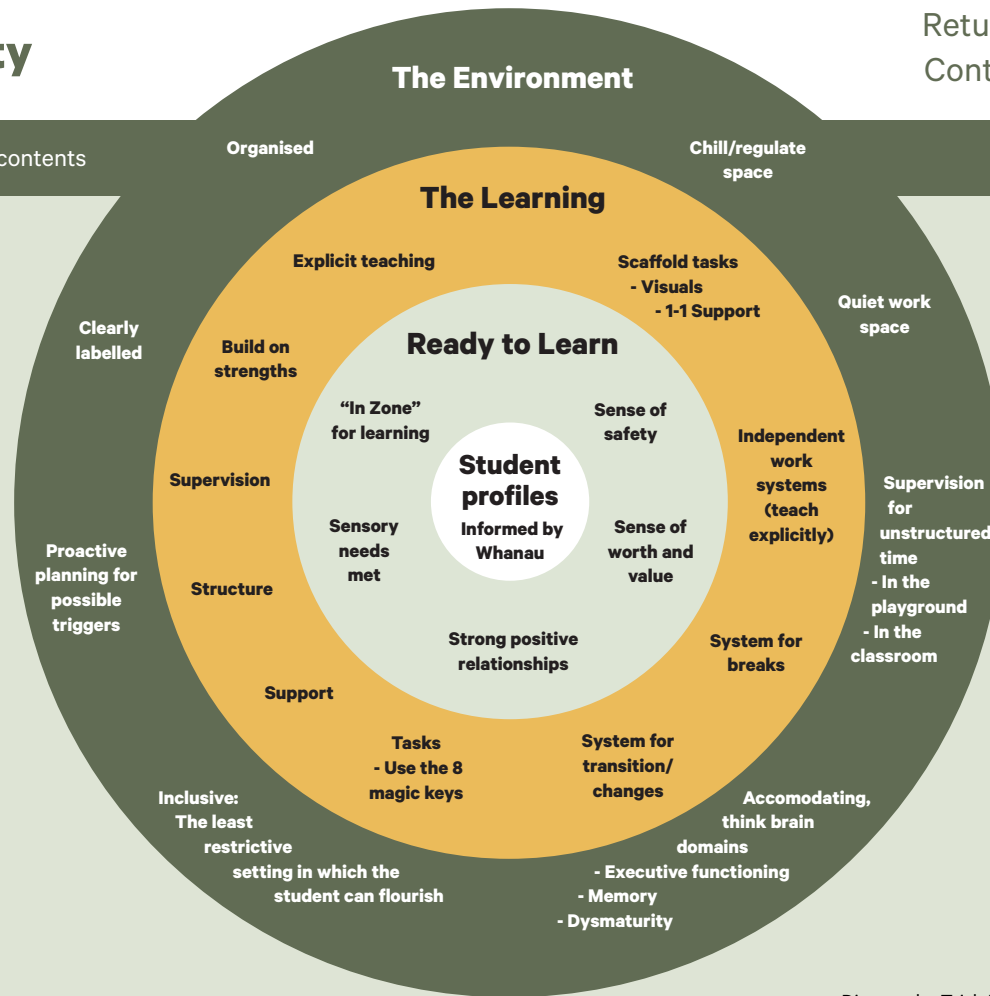 ty
Retu
Cont
contents
The Environment
Organised
Chill/regulate
space
Quiet work
space
Supervision
for
unstructured
time
- In the
playground
- In the
classroom
Accomodating,
think brain
domains
- Executive functioning
- Memory
- Dysmaturity
Inclusive:
The least
restrictive
setting in which the
student can flourish
Proactive
planning for
possible
triggers
Clearly
labelled
The Learning
Explicit teaching
Scaffold tasks
- Visuals
- 1-1 Support
Independent
work
systems
(teach
explicitly)
System for
breaks
System for
transition/
changes
Tasks
- Use the 8
magic keys
Support
Structure
Supervision
Build on
strengths
Ready to Learn
“In Zone”
for learning
Sense of
safety
Sense of
worth and
value
Strong positive
relationships
Sensory
needs
met
Student
profiles
Informed by
Whanau